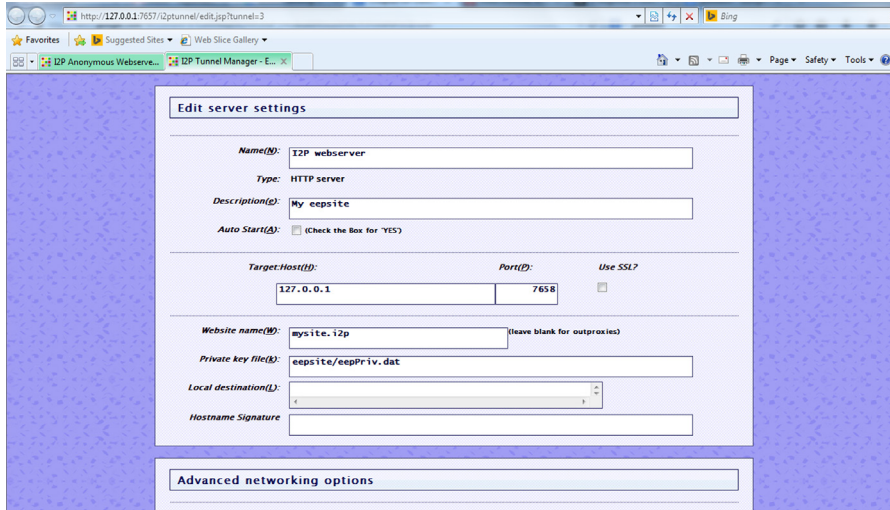 http://127.0.0.1:7657/i2ptunnel/edit.jsp?tunnel=3
Bing
Favorites Suggested Sites Web Slice Gallery
I2P Anonymous Webserve... I2P Tunnel Manager - E... X
Page Safety Tools
Edit server settings
Name(N): I2P webserver
Type: HTTP server
Description(e): My eepsite
Auto Start(A): (Check the Box for 'YES')
Target:Host(H): Port(P): Use SSL?
127.0.0.1 7658
Website name(W): mysite.i2p (leave blank for outproxies)
Private key file(k): eepsite/eepPriv.dat
Local destination(L):
Hostname Signature
Advanced networking options